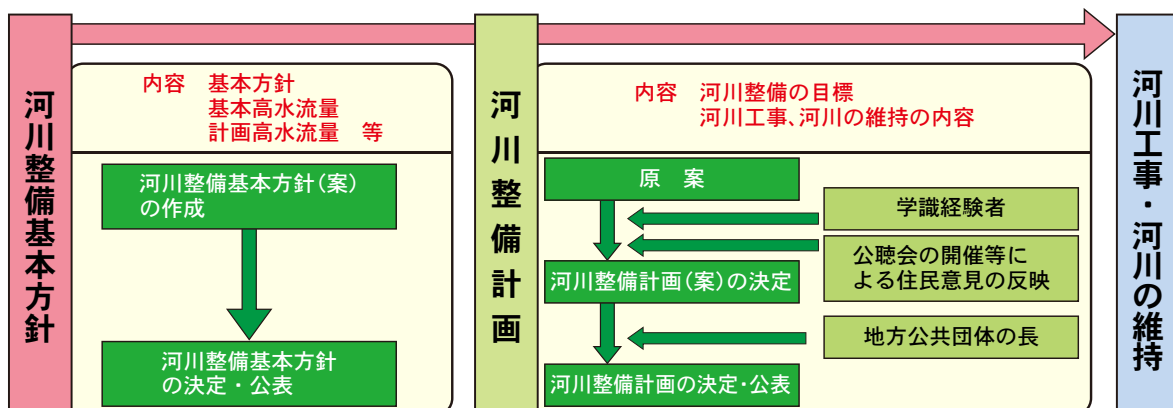 河川整備基本方針
内容　基本方針
基本高水流量
計画高水流量　等
河川整備基本方針（案）
の作成
河川整備基本方針
の決定・公表
河川整備計画
内容　河川整備の目標
河川工事、河川の維持の内容
原　案
学識経験者
公聴会の開催等に
よる住民意見の反映
河川整備計画（案）の決定
地方公共団体の長
河川整備計画の決定・公表
河川工事・河川の維持